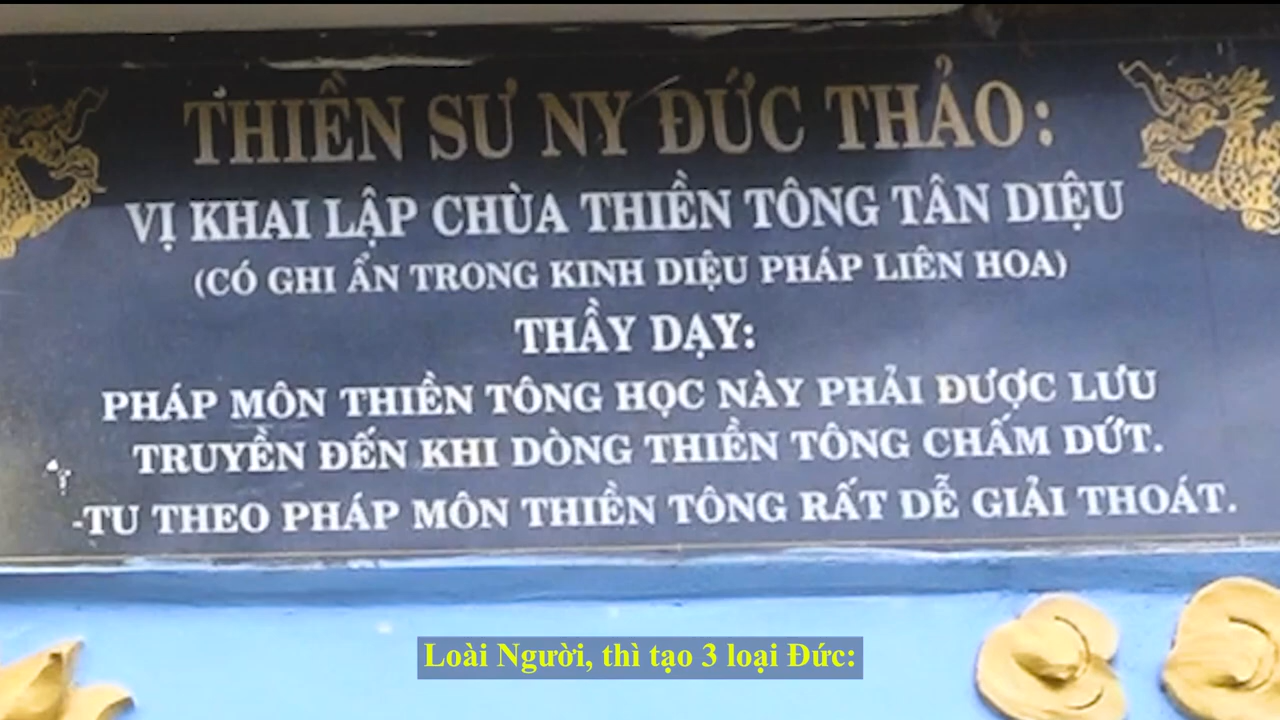 THIỀN SƯ NY ĐỨC THẢO:
VỊ KHAI LẬP CHÙA THIỀN TÔNG TÂN DIỆU
(CÓ GHI ẨN TRONG KINH DIỆU PHÁP LIÊN HOA)
THẦY DẠY:
PHÁP MÔN THIỀN TÔNG HỌC NÀY PHẢI ĐƯỢC LƯU
TRUYỀN ĐẾN KHI DÒNG THIỀN TÔNG CHẤM DỨT.
-TU THEO PHÁP MÔN THIỀN TÔNG RẤT DỄ GIẢI THOÁT.
Loài Người, thì tạo 3 loại Đức: